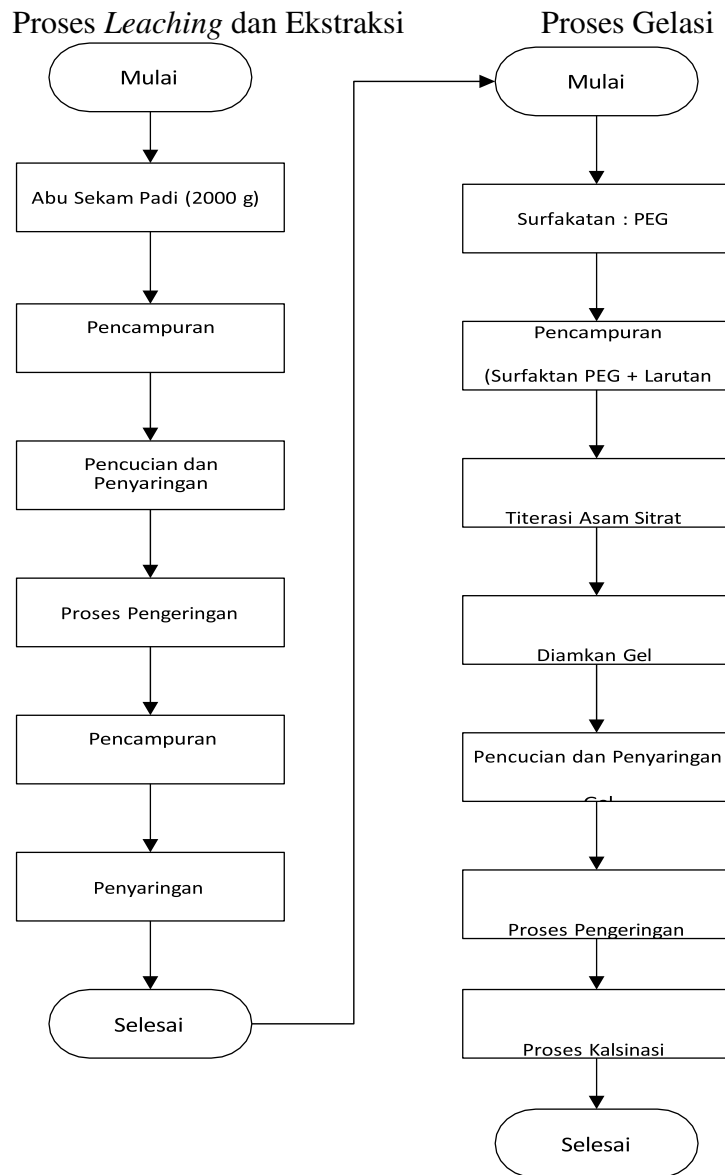 Proses Leaching dan Ekstraksi
Mulai
Abu Sekam Padi (2000 g)
Pencampuran
Pencucian dan
Penyaringan
Proses Pengeringan
Pencampuran
Penyaringan
Selesai
Proses Gelasi
Mulai
Surfakatan : PEG
Pencampuran
(Surfaktan PEG + Larutan
Titerasi Asam Sitrat
Diamkan Gel
Pencucian dan Penyaringan
Gel
Proses Pengeringan
Proses Kalsinasi
Selesai